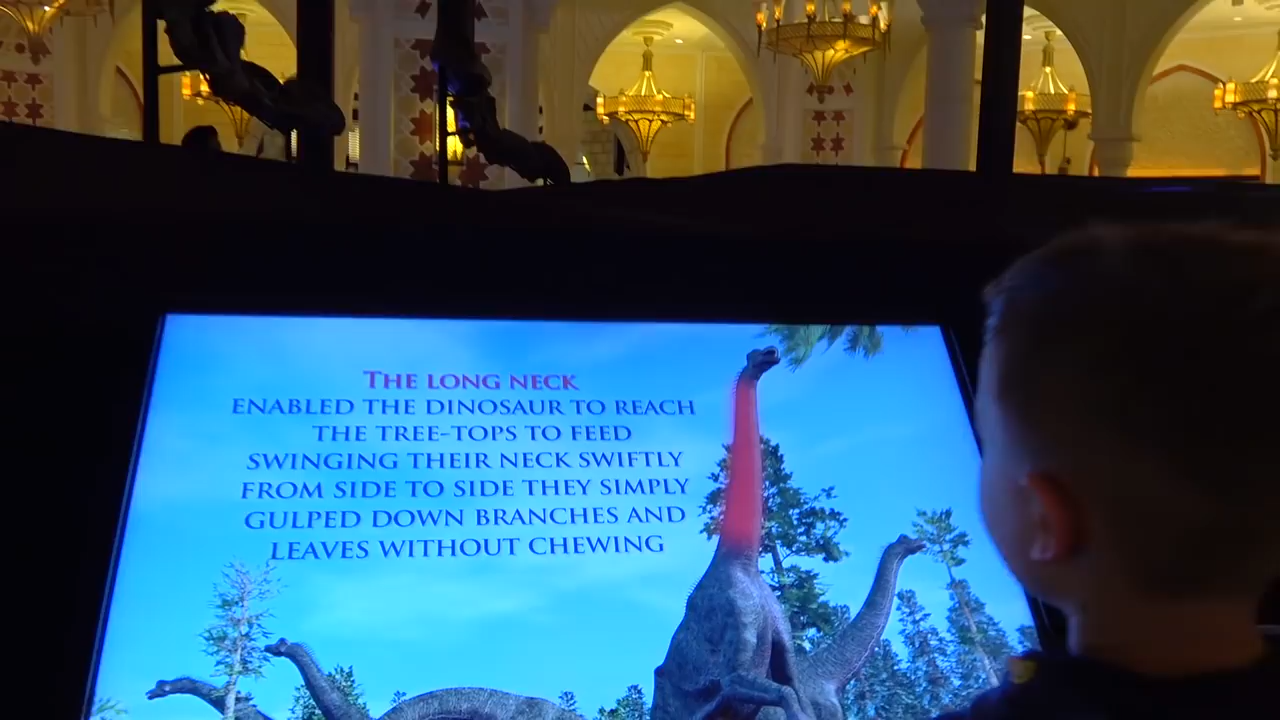 THE LONG NECK
ENABLED THE DINOSAUR TO REACH
THE TREE-TOPS TO FEED
SWINGING THEIR NECK SWIFTLY
FROM SIDE TO SIDE THEY SIMPLY
GULPED DOWN BRANCHES AND
LEAVES WITHOUT CHEWING